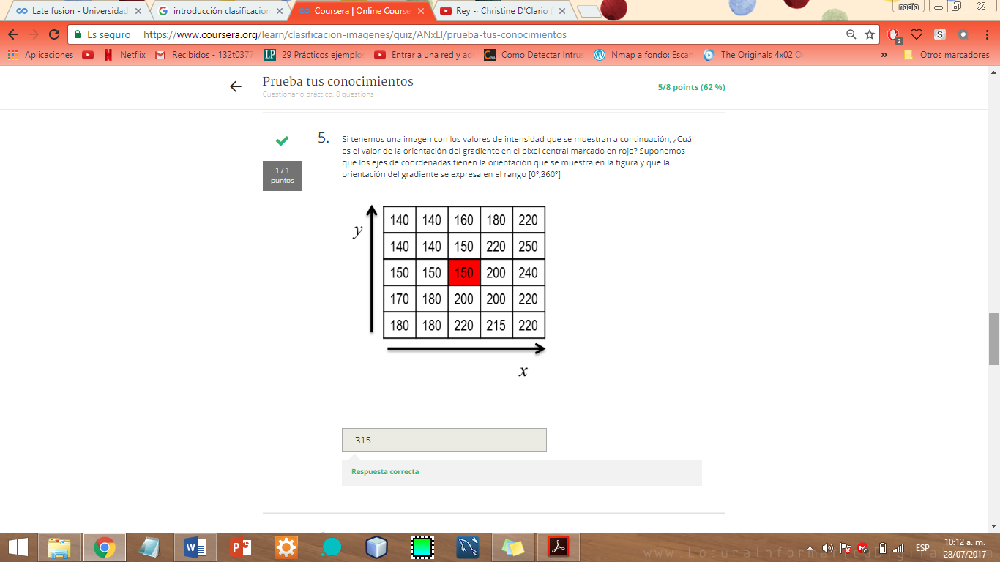 Late fusion - Universidad
introducción clasificacion
Coursera | Online Course
Rey ~ Christine D'Clario
nadia
Es seguro | https://www.coursera.org/learn/clasificacion-imagenes/quiz/ANxLI/prueba-tus-conocimientos
2
Aplicaciones Netflix Recibidos - 132t0377 29 Prácticos ejemplo Entrar a una red y ad Como Detectar Intrus Nmap a fondo: Escan The Originals 4x02 O » Otros marcadores
Prueba tus conocimientos
Cuestionario práctico, 8 questions
5/8 points (62 %)
5.
Si tenemos una imagen con los valores de intensidad que se muestran a continuación, ¿Cuál
es el valor de la orientación del gradiente en el píxel central marcado en rojo? Suponemos
que los ejes de coordenadas tienen la orientación que se muestra en la figura y que la
orientación del gradiente se expresa en el rango [0º,360º]
1 / 1
puntos
y
140 140 160 180 220
140 140 150 220 250
150 150 150 200 240
170 180 200 200 220
180 180 220 215 220
x
315
Respuesta correcta
ESP
10:12 a. m.
28/07/2017